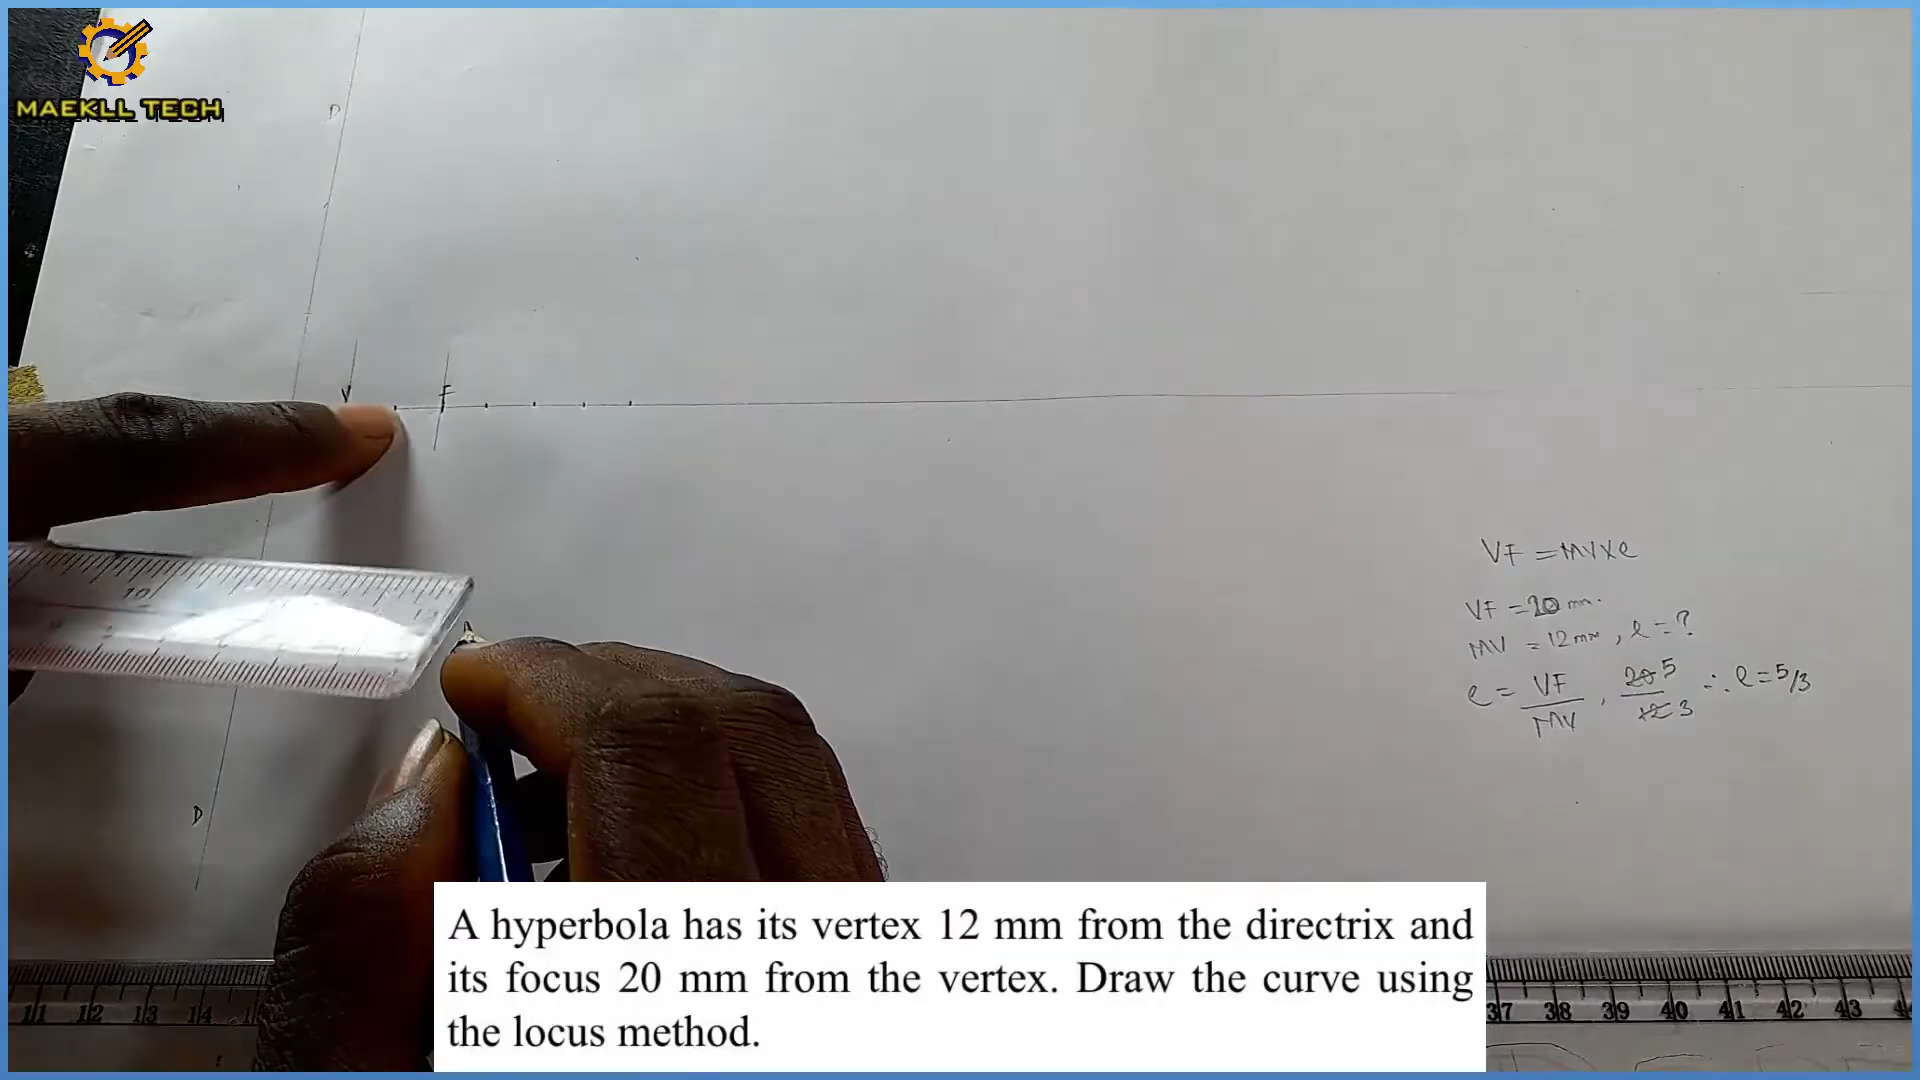 MAEKLL TECH
D
V
F
10
VF = MV x e
VF = 20 mm.
MV = 12 mm, e = ?
e = VF/MV, 20 5/12 3 ∴ e = 5/3
D
A hyperbola has its vertex 12 mm from the directrix and
its focus 20 mm from the vertex. Draw the curve using
the locus method.
11 12 13 14
37 38 39 40 41 42 43